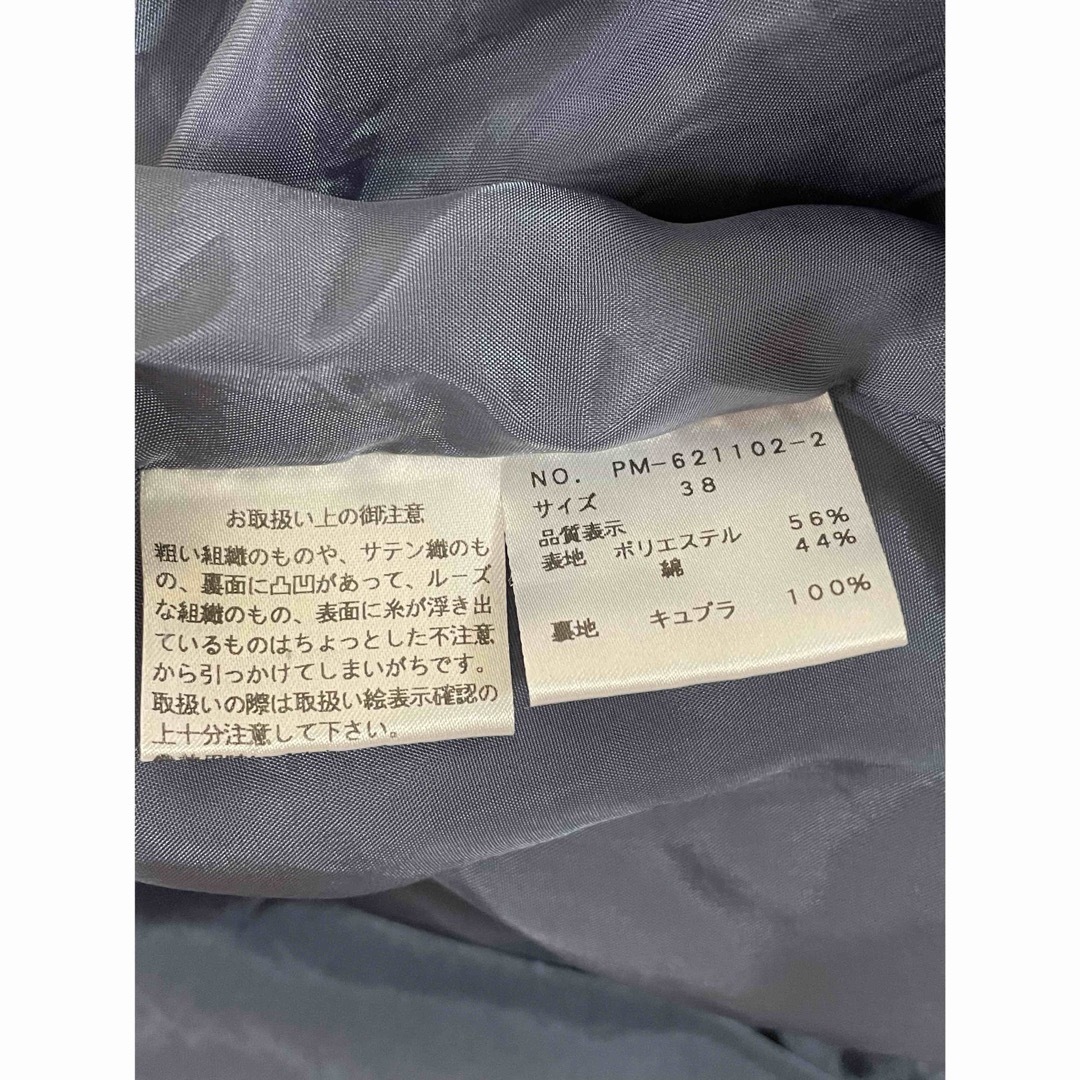 お取扱い上の御注意
粗い組織のものや、サテン織のも
の、裏面に凸凹があって、ルーズ
な組織のもの、表面に糸が浮き出
ているものはちょっとした不注意
から引っかけてしまいがちです。
取扱いの際は取扱い絵表示確認の
上十分注意して下さい。
NO. PM-621102-2
サイズ 38
品質表示
表地 ポリエステル 56%
綿 44%
裏地 キュプラ 100%